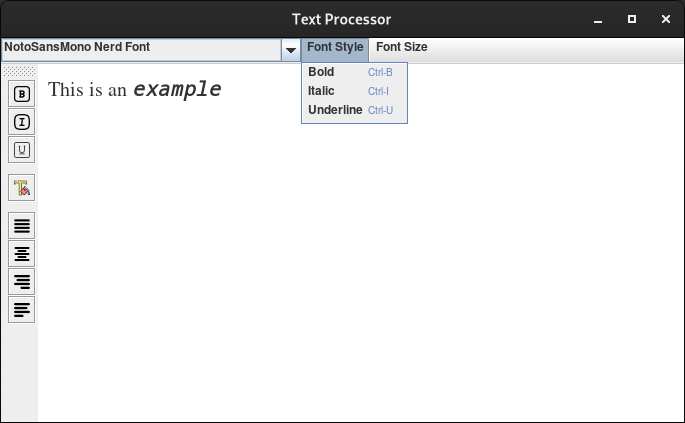 Text Processor
NotoSansMono Nerd Font
Font Style
Font Size
Bold Ctrl-B
Italic Ctrl-I
Underline Ctrl-U
B
I
U
T
This is an example